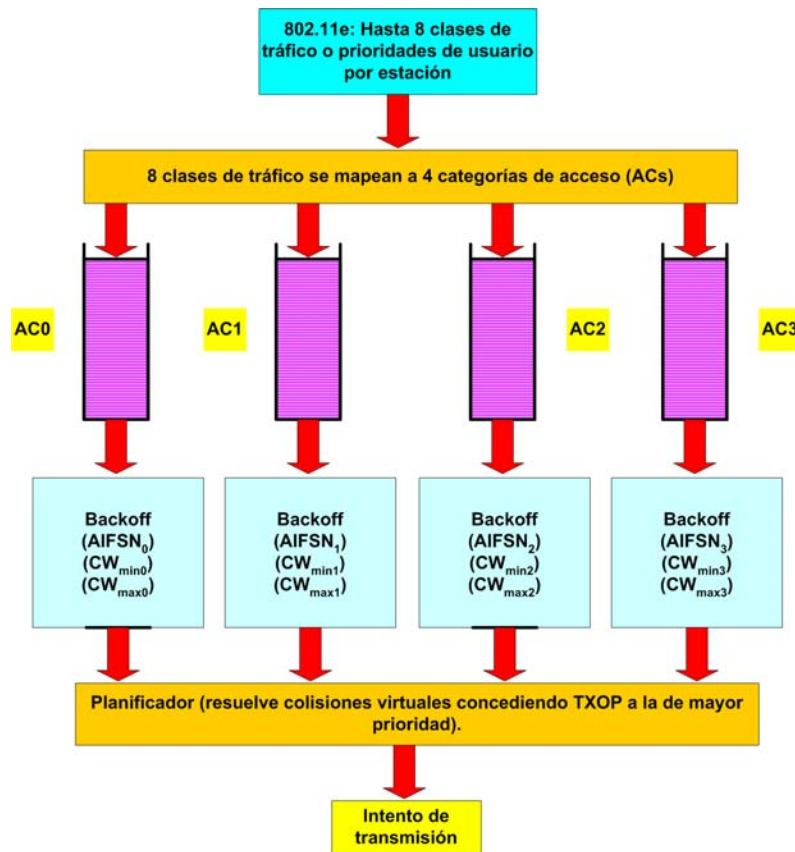 802.11e: Hasta 8 clases de
tráfico o prioridades de usuario
por estación
8 clases de tráfico se mapean a 4 categorías de acceso (ACs)
AC0
AC1
AC2
AC3
Backoff
(AIFSN0)
(CWmin0)
(CWmax0)
Backoff
(AIFSN1)
(CWmin1)
(CWmax1)
Backoff
(AIFSN2)
(CWmin2)
(CWmax2)
Backoff
(AIFSN3)
(CWmin3)
(CWmax3)
Planificador (resuelve colisiones virtuales concediendo TXOP a la de mayor
prioridad).
Intento de
transmisión